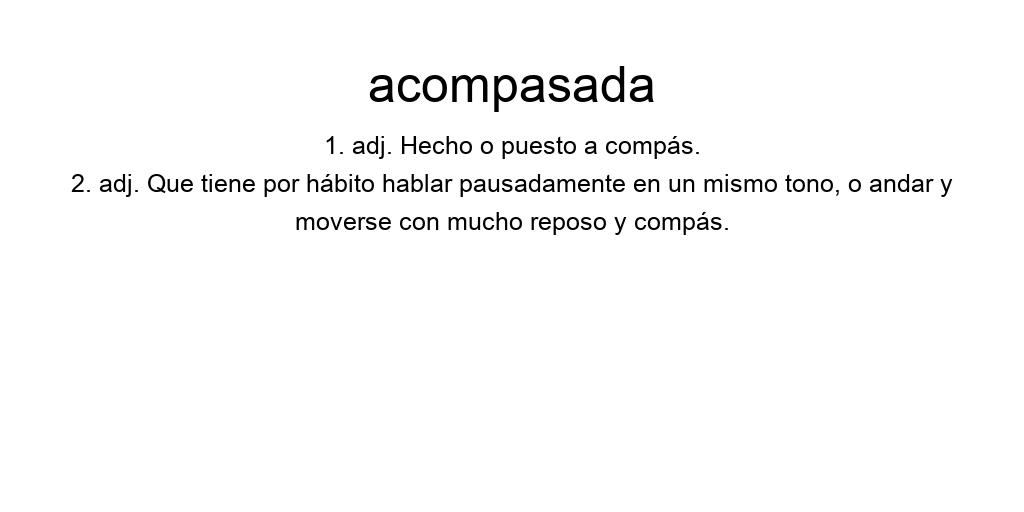 acompasada
1. adj. Hecho o puesto a compás.
2. adj. Que tiene por hábito hablar pausadamente en un mismo tono, o andar y
moverse con mucho reposo y compás.